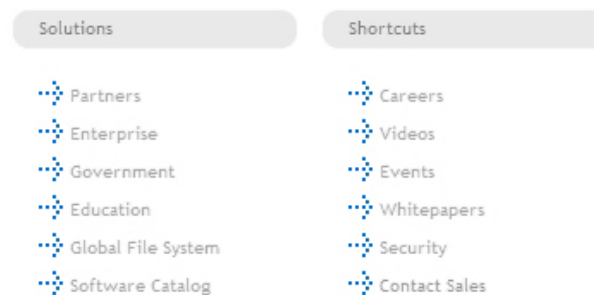 Solutions
Partners
Enterprise
Government
Education
Global File System
Software Catalog
Shortcuts
Careers
Videos
Events
Whitepapers
Security
Contact Sales